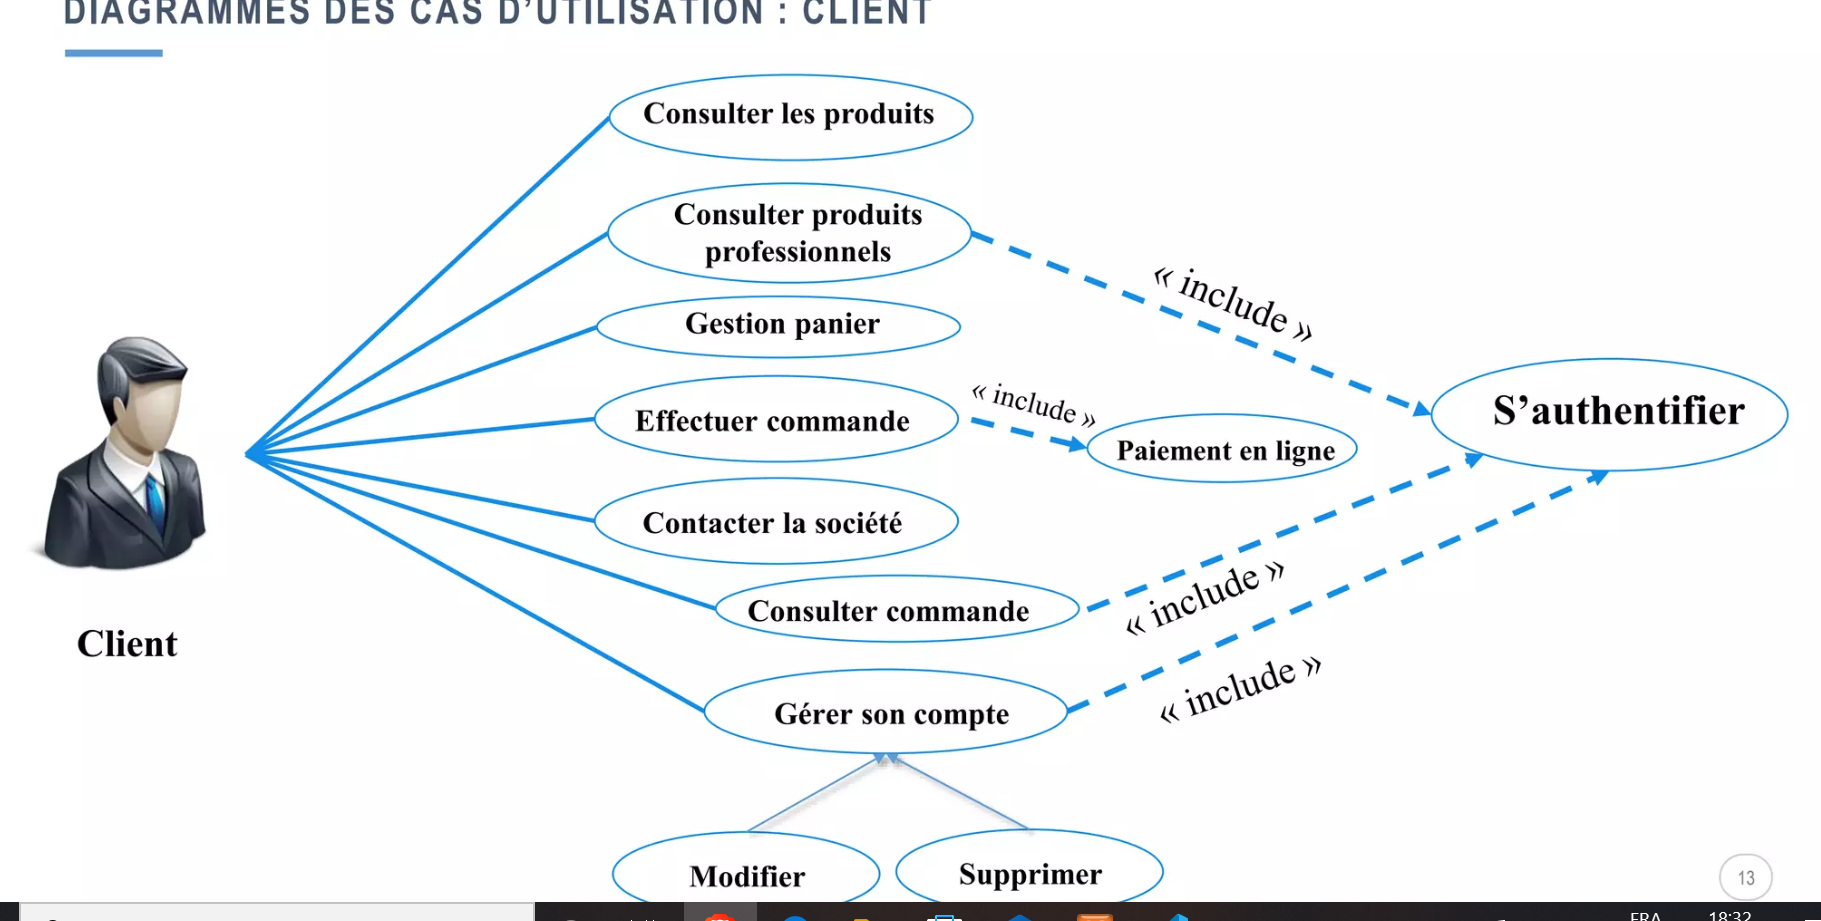 DIAGRAMMES DES CAS D’UTILISATION : CLIENT
Consulter les produits
Consulter produits
professionnels
« include »
Gestion panier
« include »
Effectuer commande
S’authentifier
Paiement en ligne
Contacter la société
« include »
Consulter commande
Client
« include »
Gérer son compte
Modifier
Supprimer
13
FRA
18:32